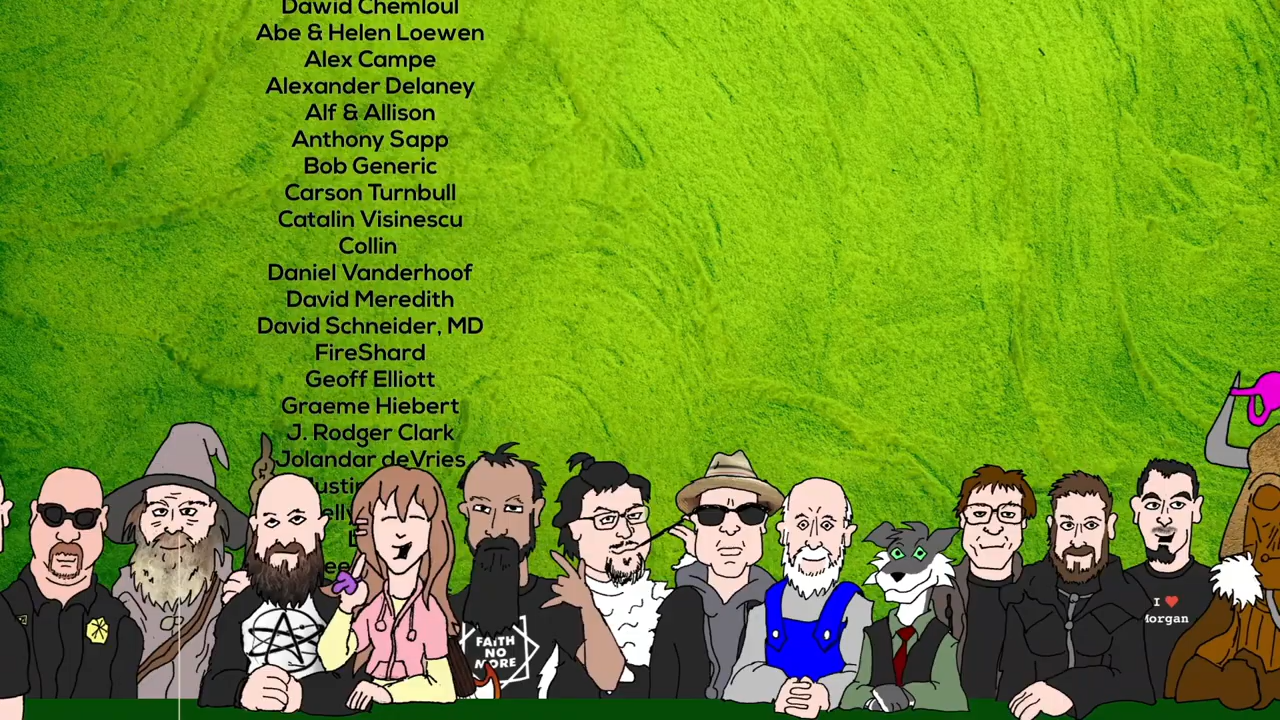 Dawid Chemloul
Abe & Helen Loewen
Alex Campe
Alexander Delaney
Alf & Allison
Anthony Sapp
Bob Generic
Carson Turnbull
Catalin Visinescu
Collin
Daniel Vanderhoof
David Meredith
David Schneider, MD
FireShard
Geoff Elliott
Graeme Hiebert
J. Rodger Clark
Jolandar deVries
FAITH
NO
MORE
I ❤
Morgan